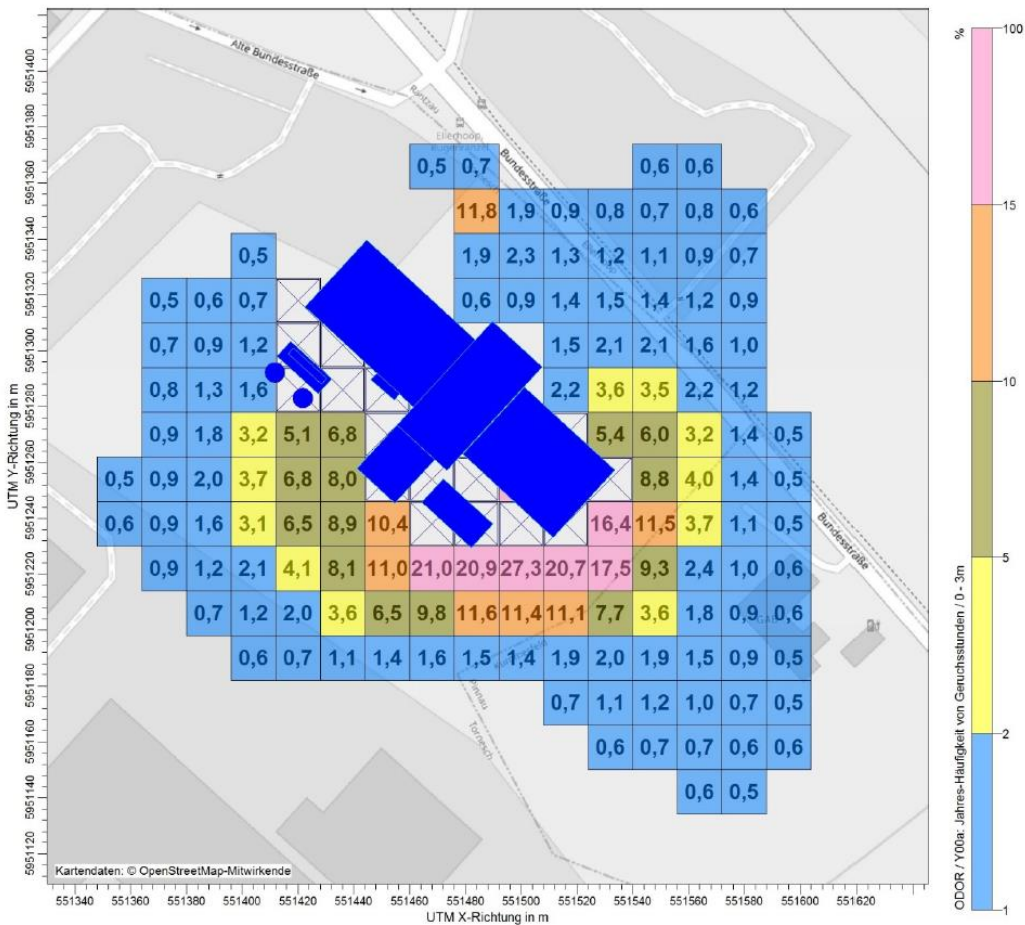 %
100
15
10
5
2
1
ODOR / Y00a: Jahres-Häufigkeit von Geruchsstunden / 0 - 3m
Alte Bundesstraße
Rantzau
Ellerhoop,
Bundesstraße
Bundesstraße
Pinnau
Tornesch
0,5 0,7 0,6 0,6
11,8 1,9 0,9 0,8 0,7 0,8 0,6
0,5 1,9 2,3 1,3 1,2 1,1 0,9 0,7
0,5 0,6 0,7 0,6 0,9 1,4 1,5 1,4 1,2 0,9
0,7 0,9 1,2 1,5 2,1 2,1 1,6 1,0
0,8 1,3 1,6 2,2 3,6 3,5 2,2 1,2
0,9 1,8 3,2 5,1 6,8 5,4 6,0 3,2 1,4 0,5
0,5 0,9 2,0 3,7 6,8 8,0 8,8 4,0 1,4 0,5
0,6 0,9 1,6 3,1 6,5 8,9 10,4 16,4 11,5 3,7 1,1 0,5
0,9 1,2 2,1 4,1 8,1 11,0 21,0 20,9 27,3 20,7 17,5 9,3 2,4 1,0 0,6
0,7 1,2 2,0 3,6 6,5 9,8 11,6 11,4 11,1 7,7 3,6 1,8 0,9 0,6
0,6 0,7 1,1 1,4 1,6 1,5 1,4 1,9 2,0 1,9 1,5 0,9 0,5
0,7 1,1 1,2 1,0 0,7 0,5
0,6 0,7 0,7 0,6 0,6
0,6 0,5
UTM Y-Richtung in m
5951400
5951380
5951360
5951340
5951320
5951300
5951280
5951260
5951240
5951220
5951200
5951180
5951160
5951140
5951120
Kartendaten: © OpenStreetMap-Mitwirkende
551340 551360 551380 551400 551420 551440 551460 551480 551500 551520 551540 551560 551580 551600 551620
UTM X-Richtung in m